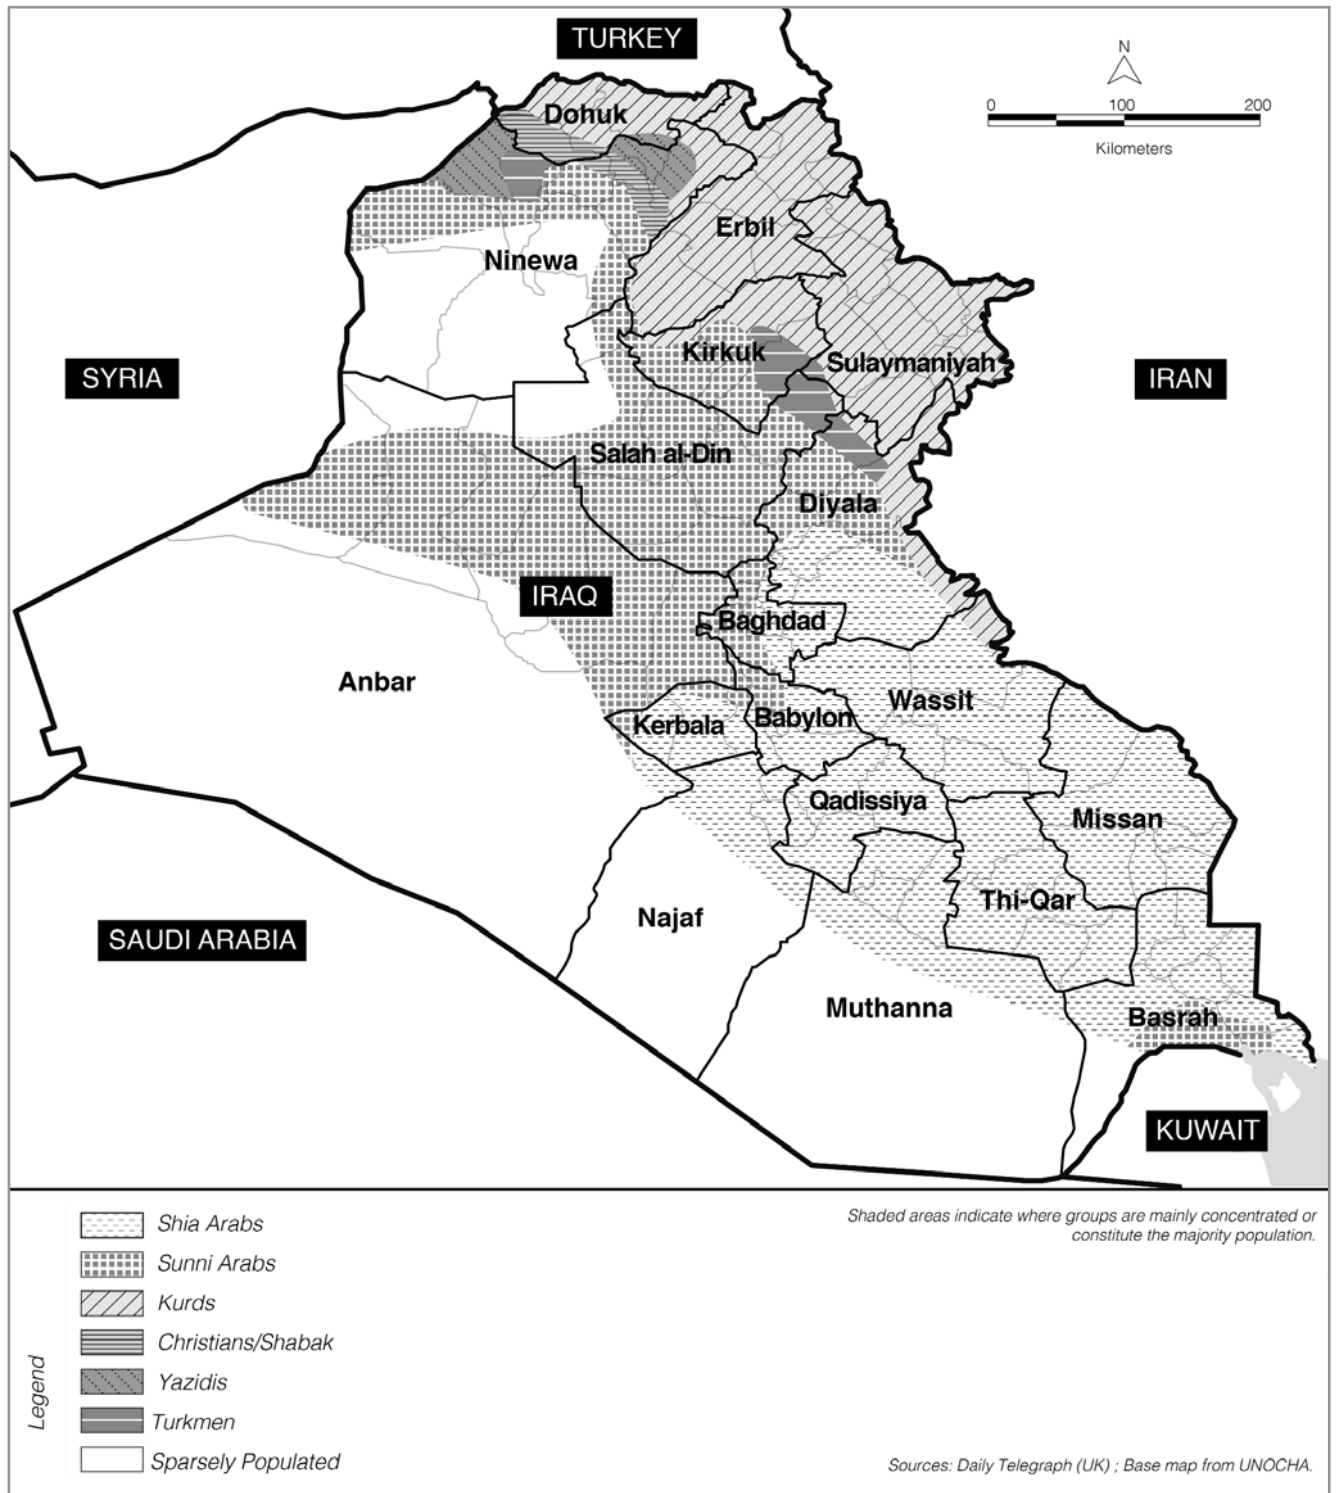 TURKEY
N
0 100 200
Kilometers
Dohuk
Erbil
Ninewa
Kirkuk
Sulaymaniyah
SYRIA
IRAN
Salah al-Din
Diyala
IRAQ
Baghdad
Anbar
Wassit
Kerbala
Babylon
Qadissiya
Missan
Thi-Qar
Najaf
SAUDI ARABIA
Muthanna
Basrah
KUWAIT
Shaded areas indicate where groups are mainly concentrated or
constitute the majority population.
Legend
Shia Arabs
Sunni Arabs
Kurds
Christians/Shabak
Yazidis
Turkmen
Sparsely Populated
Sources: Daily Telegraph (UK) ; Base map from UNOCHA.